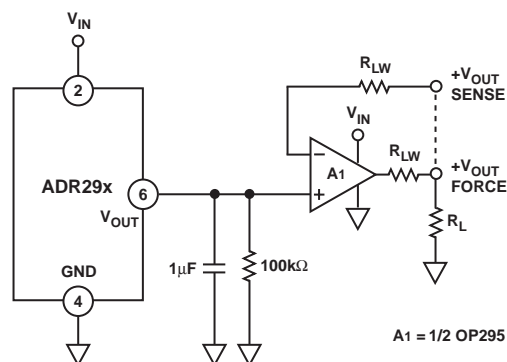 V_IN
2
ADR29x
6
V_OUT
GND
4
1µF
100kΩ
R_LW
+V_OUT
SENSE
V_IN
−
A1
+
R_LW
+V_OUT
FORCE
R_L
A1 = 1/2 OP295